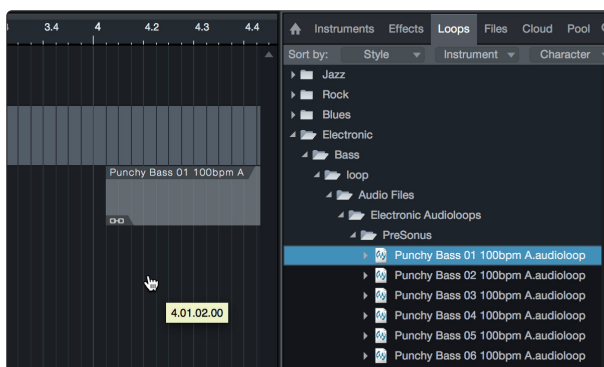 3.4 4 4.2 4.3 4.4
Punchy Bass 01 100bpm A
4.01.02.00
Instruments Effects Loops Files Cloud Pool
Sort by: Style Instrument Character
Jazz
Rock
Blues
Electronic
Bass
loop
Audio Files
Electronic Audioloops
PreSonus
Punchy Bass 01 100bpm A.audioloop
Punchy Bass 02 100bpm A.audioloop
Punchy Bass 03 100bpm A.audioloop
Punchy Bass 04 100bpm A.audioloop
Punchy Bass 05 100bpm A.audioloop
Punchy Bass 06 100bpm A.audioloop